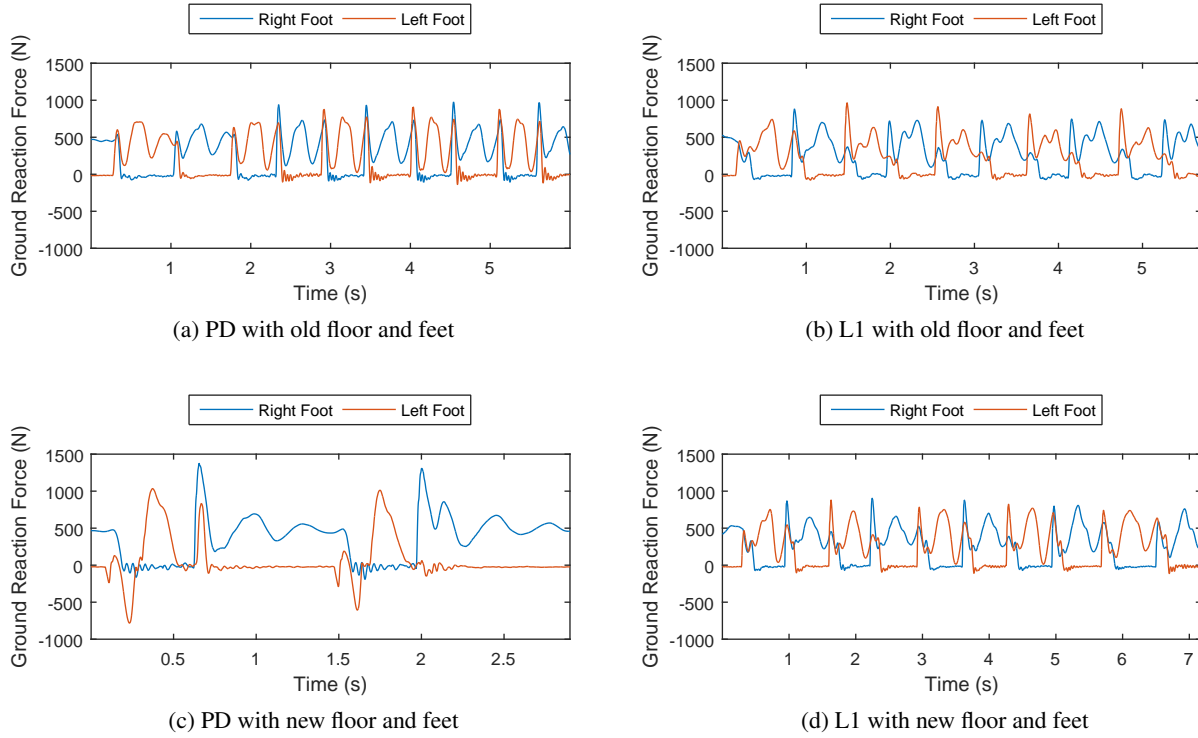 Right Foot Left Foot
Ground Reaction Force (N)
1500
1000
500
0
-500
-1000
1 2 3 4 5
Time (s)
(a) PD with old floor and feet
Right Foot Left Foot
Ground Reaction Force (N)
1500
1000
500
0
-500
-1000
1 2 3 4 5
Time (s)
(b) L1 with old floor and feet
Right Foot Left Foot
Ground Reaction Force (N)
1500
1000
500
0
-500
-1000
0.5 1 1.5 2 2.5
Time (s)
(c) PD with new floor and feet
Right Foot Left Foot
Ground Reaction Force (N)
1500
1000
500
0
-500
-1000
1 2 3 4 5 6 7
Time (s)
(d) L1 with new floor and feet